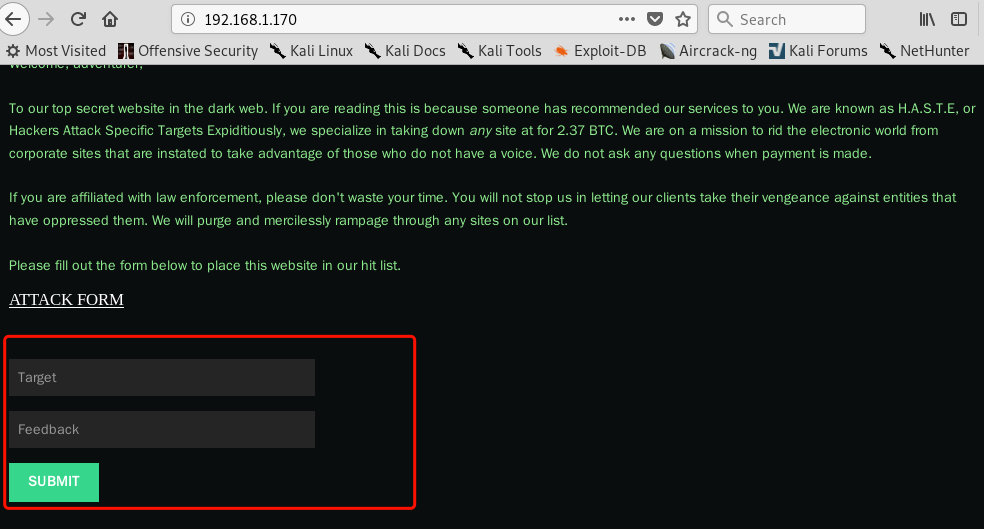 192.168.1.170
Search
Most Visited Offensive Security Kali Linux Kali Docs Kali Tools Exploit-DB Aircrack-ng Kali Forums NetHunter
Welcome, adventurer,
To our top secret website in the dark web. If you are reading this is because someone has recommended our services to you. We are known as H.A.S.T.E, or
Hackers Attack Specific Targets Expiditiously, we specialize in taking down any site at for 2.37 BTC. We are on a mission to rid the electronic world from
corporate sites that are instated to take advantage of those who do not have a voice. We do not ask any questions when payment is made.
If you are affiliated with law enforcement, please don't waste your time. You will not stop us in letting our clients take their vengeance against entities that
have oppressed them. We will purge and mercilessly rampage through any sites on our list.
Please fill out the form below to place this website in our hit list.
ATTACK FORM
Target
Feedback
SUBMIT